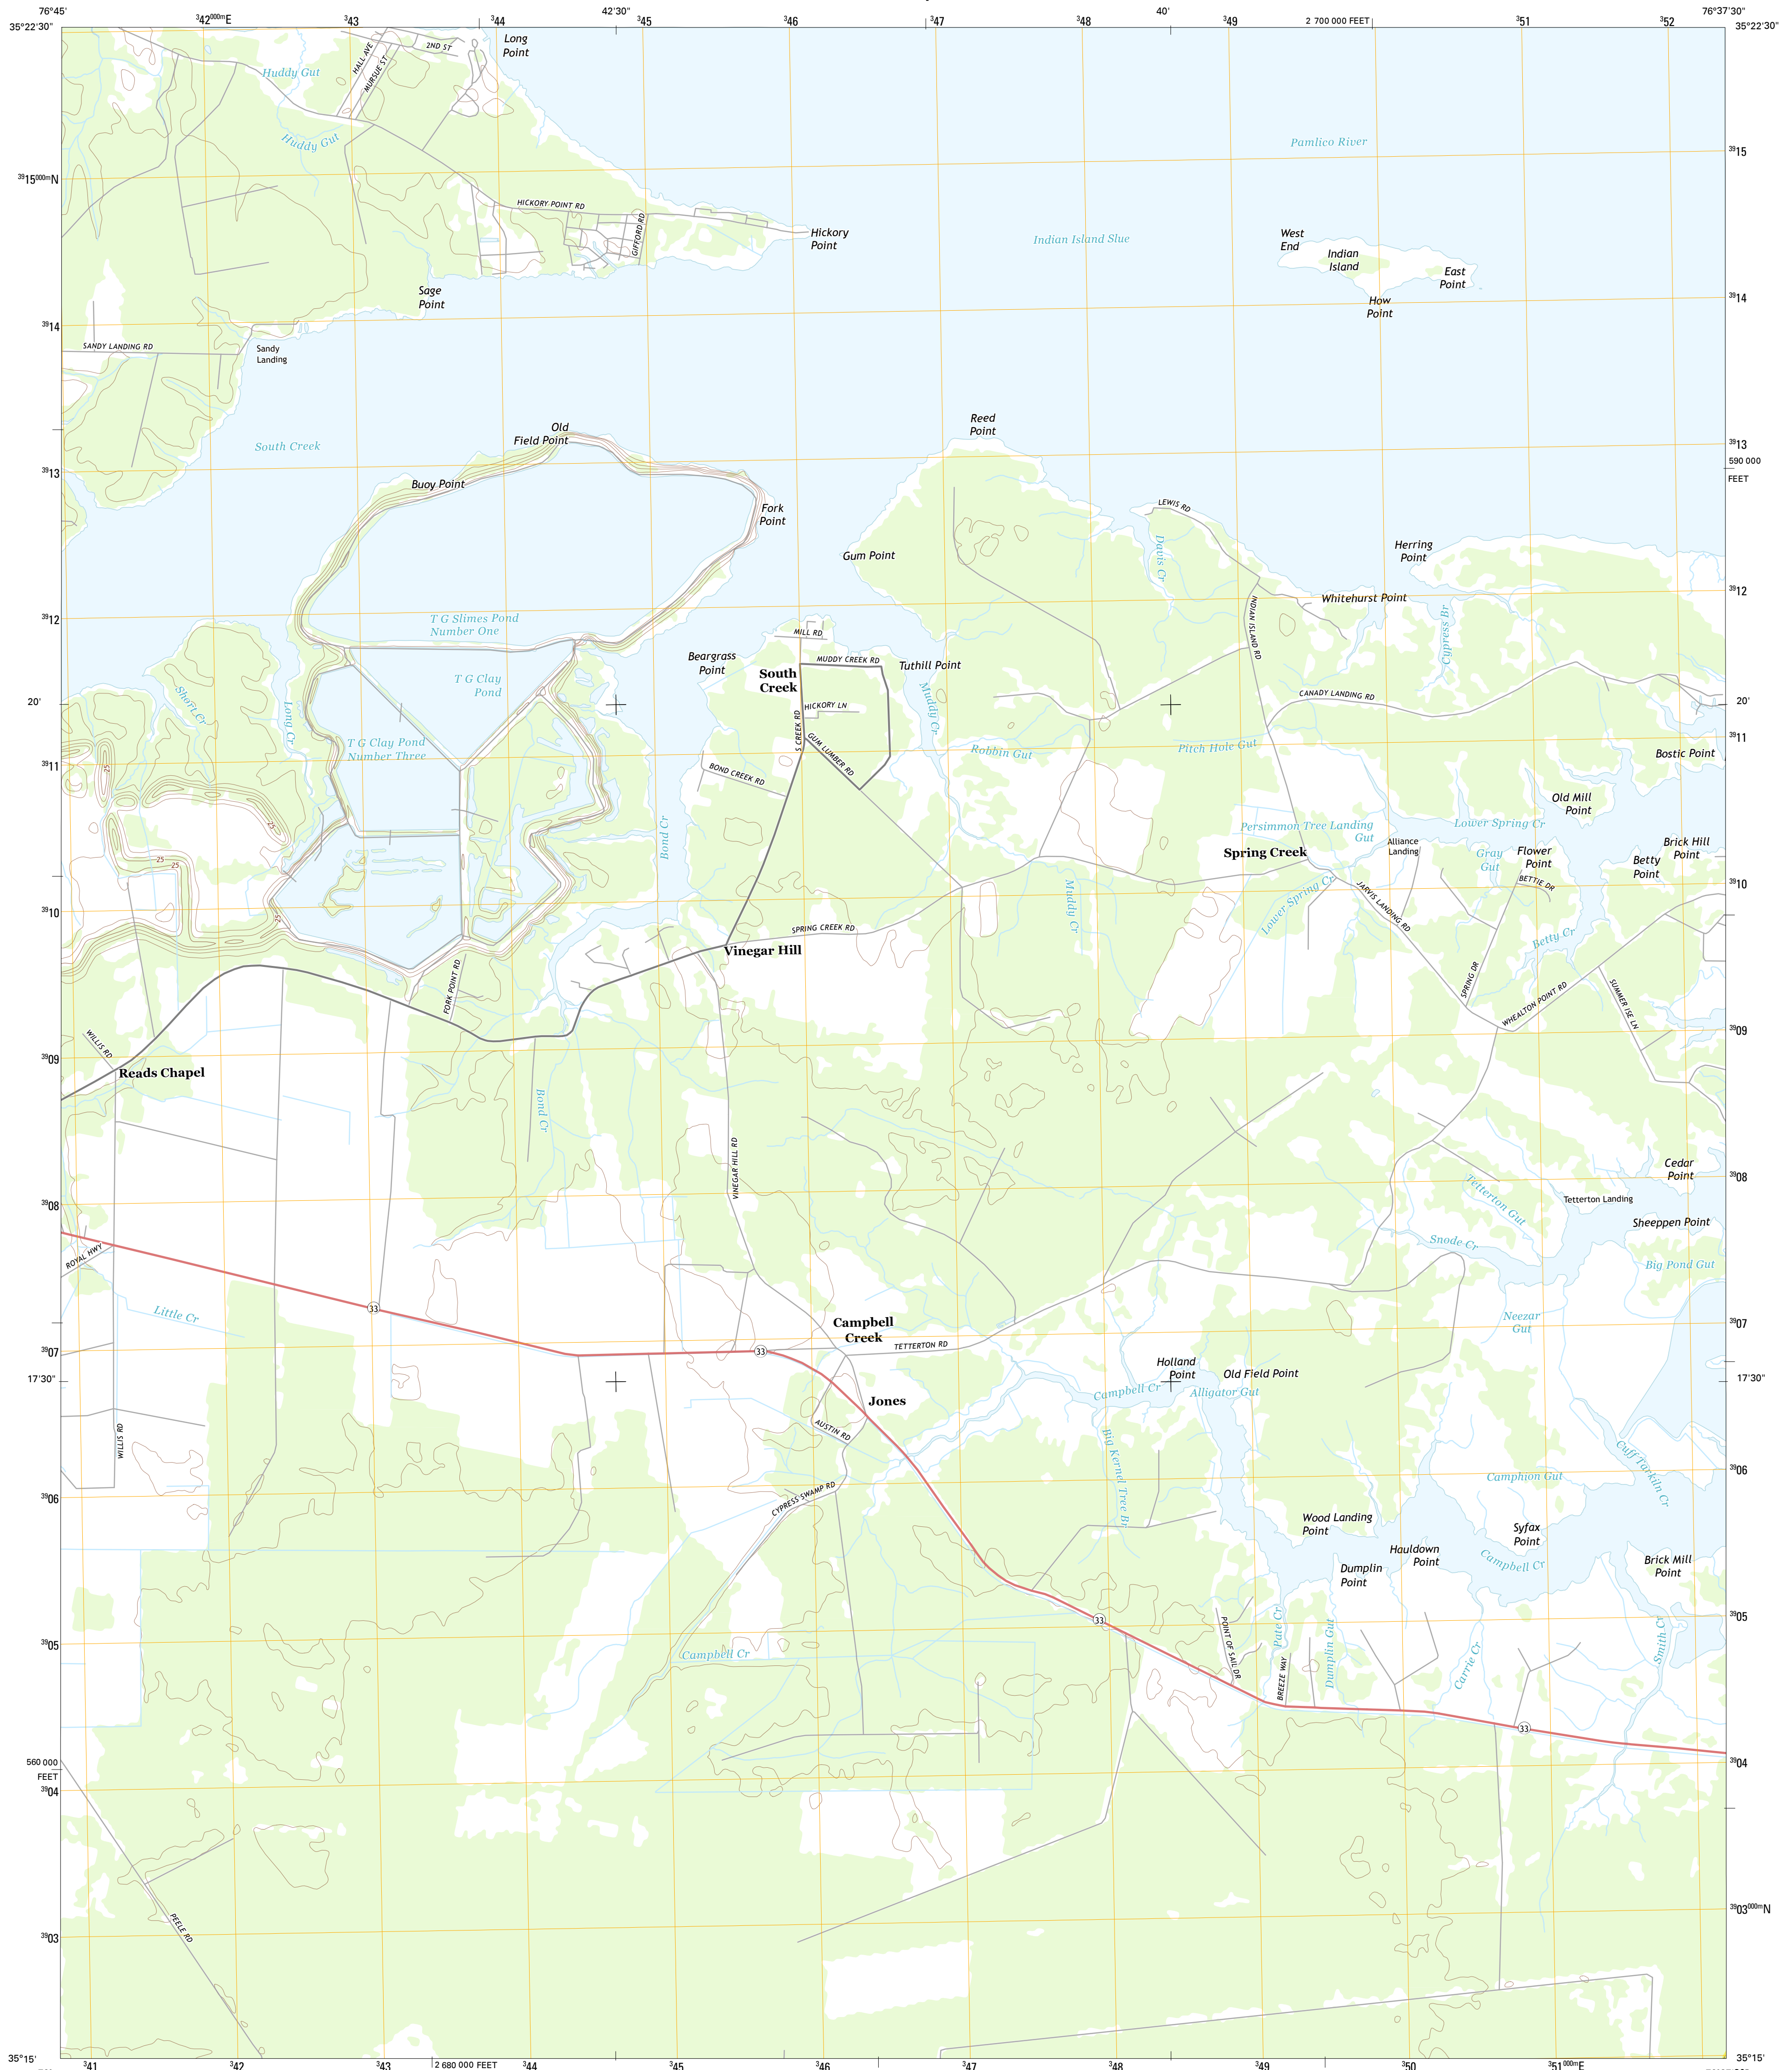 76°45'
³42⁰⁰⁰ᵐE
³43
³44
42'30"
³45
³46
³47
³48
40'
³49
2 700 000 FEET
³51
³52
76°37'30"
35°22'30"
35°22'30"
Long
Point
2ND ST
HALL AVE
MURSUE ST
Huddy Gut
Huddy Gut
Pamlico River
³⁹15
³⁹15⁰⁰⁰ᵐN
HICKORY POINT RD
GIFFORD RD
Hickory
Point
Indian Island Slue
West
End
Indian
Island
East
Point
How
Point
Sage
Point
³⁹14
³⁹14
SANDY LANDING RD
Sandy
Landing
South Creek
Old
Field Point
Reed
Point
³⁹13
³⁹13
590 000
FEET
Buoy Point
Fork
Point
LEWIS RD
Gum Point
Davis Cr
Herring
Point
³⁹12
³⁹12
Whitehurst Point
INDIAN ISLAND RD
Cypress Br
T G Slimes Pond
Number One
MILL RD
Beargrass
Point
MUDDY CREEK RD
Tuthill Point
South
Creek
T G Clay
Pond
20'
20'
Short Cr
Long Cr
HICKORY LN
Muddy Cr
CANADY LANDING RD
S CREEK RD
GUM LUMBER RD
T G Clay Pond
Number Three
Robbin Gut
Pitch Hole Gut
³⁹11
³⁹11
Bostic Point
25
BOND CREEK RD
Old Mill
Point
25
25
25
25
Bond Cr
Persimmon Tree Landing
Gut
Lower Spring Cr
Alliance
Landing
Spring Creek
Gray
Gut
Flower
Point
Betty
Point
Brick Hill
Point
BETTIE DR
Lower Spring Cr
JARVIS LANDING RD
Muddy Cr
³⁹10
³⁹10
Betty Cr
SPRING CREEK RD
Vinegar Hill
FORK POINT RD
SPRING DR
WHEALTON POINT RD
SUMMER ISE LN
WILLIS RD
³⁹09
³⁹09
Reads Chapel
Bond Cr
VINEGAR HILL RD
Cedar
Point
³⁹08
³⁹08
Tetterton Gut
Tetterton Landing
Sheeppen Point
Snode Cr
Big Pond Gut
ROYAL HWY
Little Cr
33
Neezar
Gut
Campbell
Creek
³⁹07
³⁹07
33
TETTERTON RD
Holland
Point
Old Field Point
17'30"
17'30"
Campbell Cr
Alligator Gut
Jones
AUSTIN RD
WILLIS RD
Big Kernel Tree Br
Cuff Tarkiln Cr
Camphion Gut
³⁹06
³⁹06
CYPRESS SWAMP RD
Wood Landing
Point
Syfax
Point
Hauldown
Point
Campbell Cr
Brick Mill
Point
Dumplin
Point
33
³⁹05
³⁹05
POINT OF SAIL DR
Pate Cr
Dumplin Gut
Carrie Cr
Smith Cr
Campbell Cr
BREEZE WAY
33
560 000
FEET
³⁹04
³⁹04
PEELE RD
³⁹03
³⁹03⁰⁰⁰ᵐN
35°15'
35°15'
³41
³42
³43
2 680 000 FEET
³44
³45
³46
³47
³48
³49
³50
³51⁰⁰⁰ᵐE